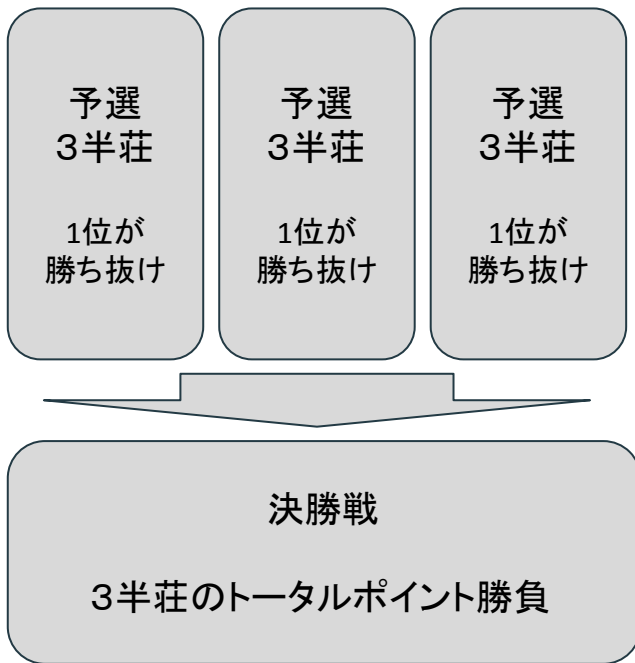 予選
３半荘
1位が
勝ち抜け
予選
３半荘
1位が
勝ち抜け
予選
３半荘
1位が
勝ち抜け
決勝戦
３半荘のトータルポイント勝負